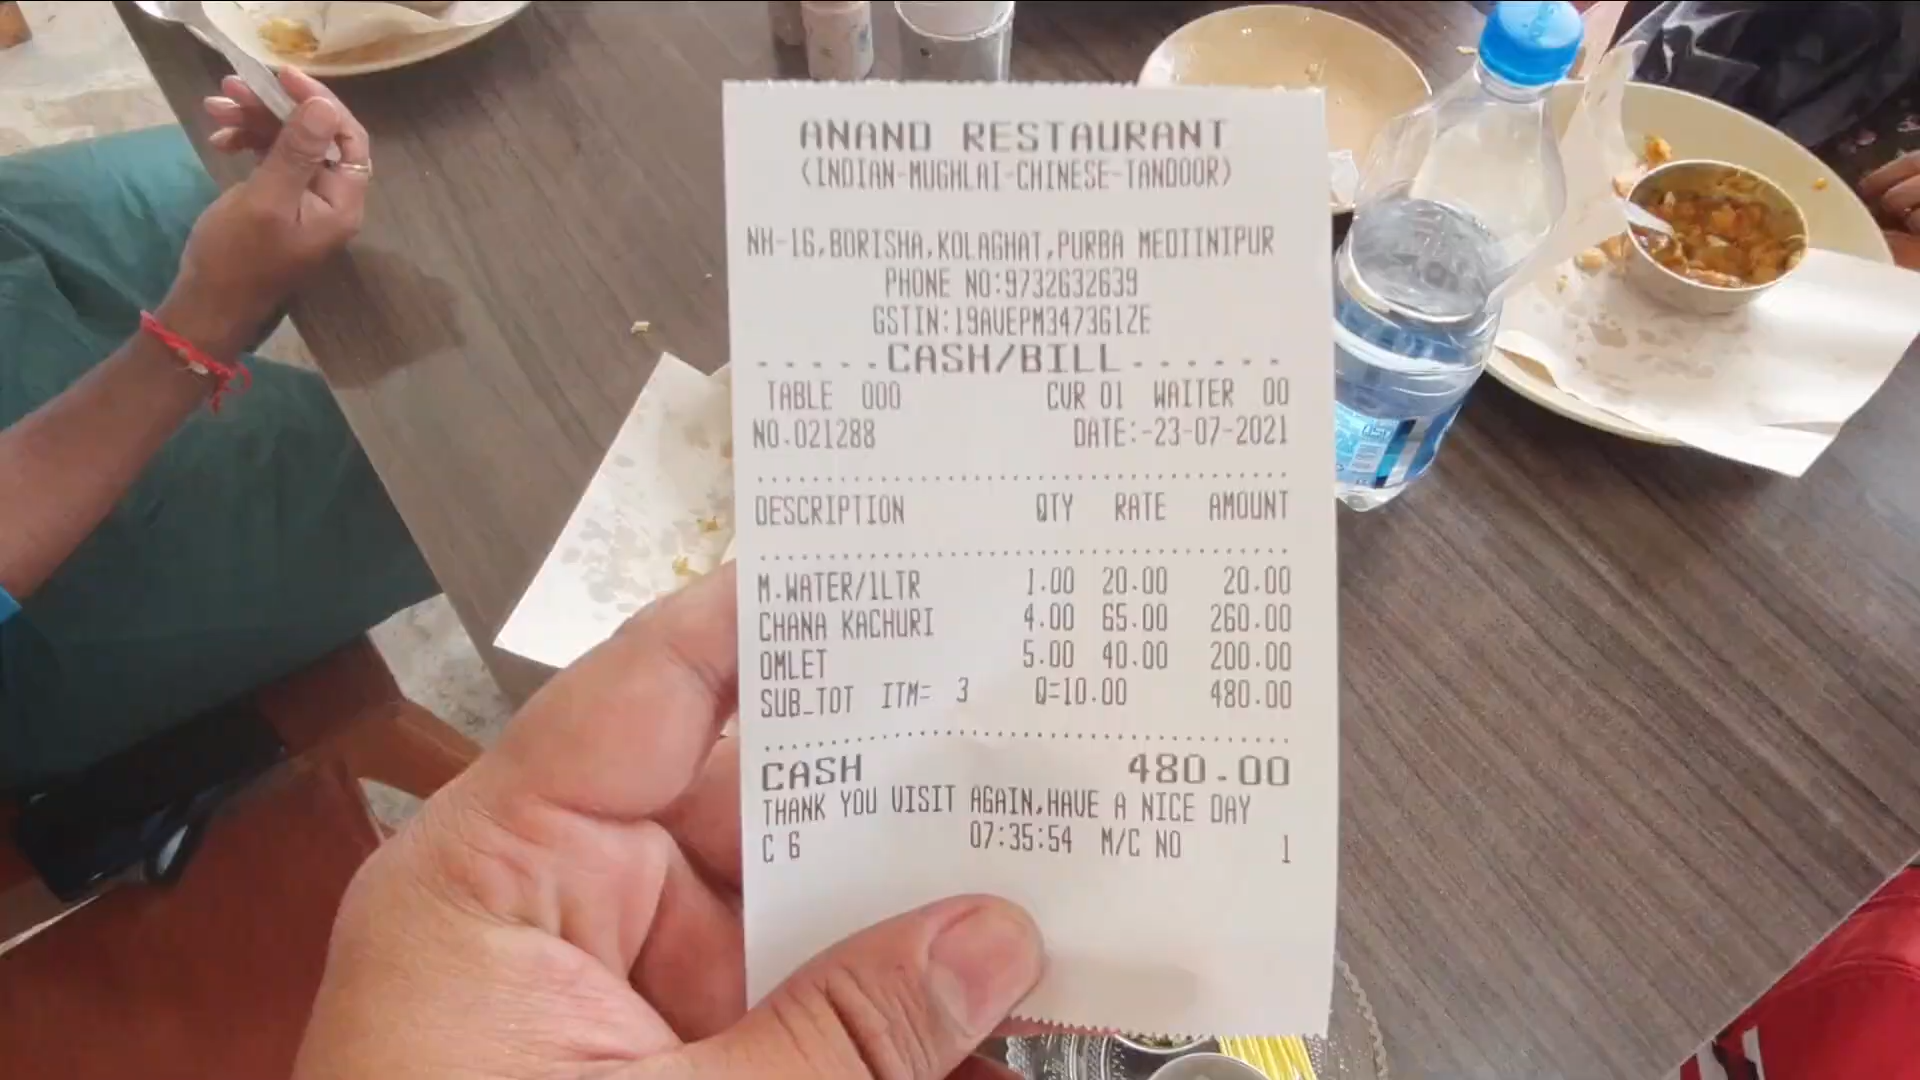 ANAND RESTAURANT
(INDIAN-MUGHLAI-CHINESE-TANDOOR)
NH-16,BORISHA,KOLAGHAT,PURBA MEDTINIPUR
PHONE NO:9732632639
GSTIN:19AVEPM3473G1ZE
-----CASH/BILL------
TABLE 000 CVR 01 WAITER 00
NO.021288 DATE:-23-07-2021
DESCRIPTION QTY RATE AMOUNT
M.WATER/1LTR 1.00 20.00 20.00
CHANA KACHURI 4.00 65.00 260.00
OMLET 5.00 40.00 200.00
SUB_TOT ITM= 3 Q=10.00 480.00
CASH 480.00
THANK YOU VISIT AGAIN,HAVE A NICE DAY
C 6 07:35:54 M/C NO 1